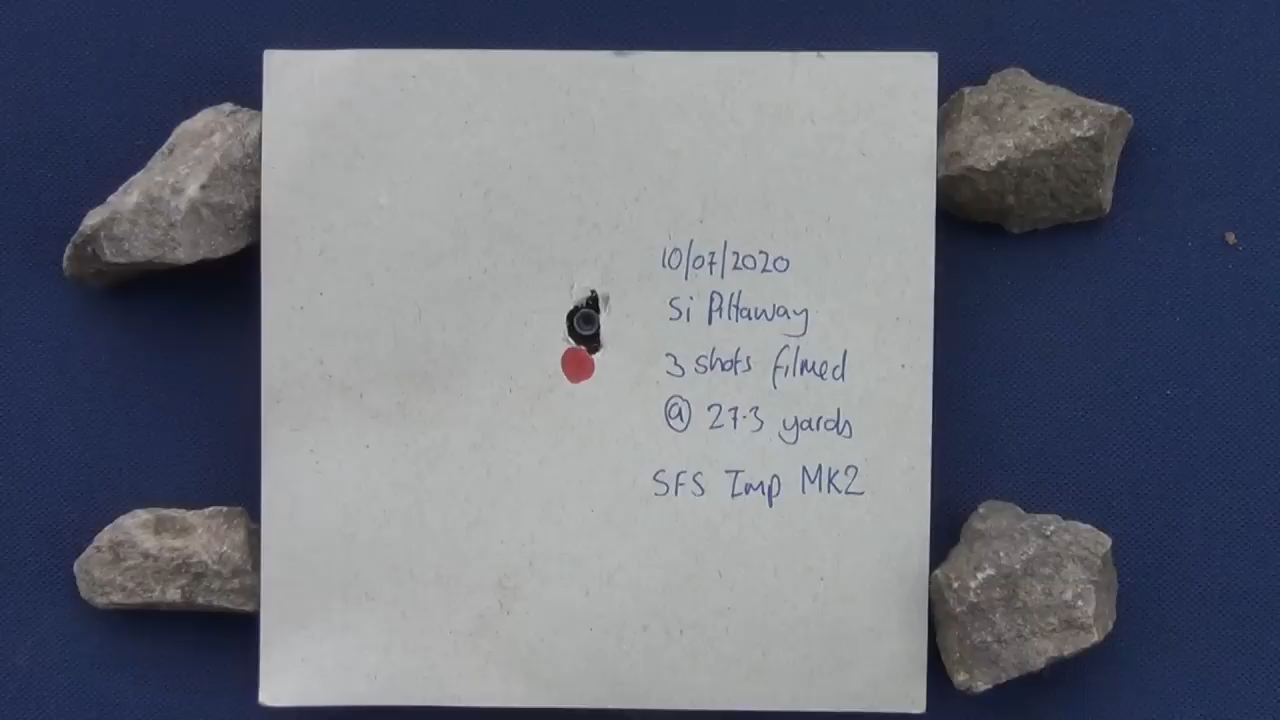 10/07/2020
Si Pittaway
3 shots filmed
@ 27.3 yards
SFS Imp MK2